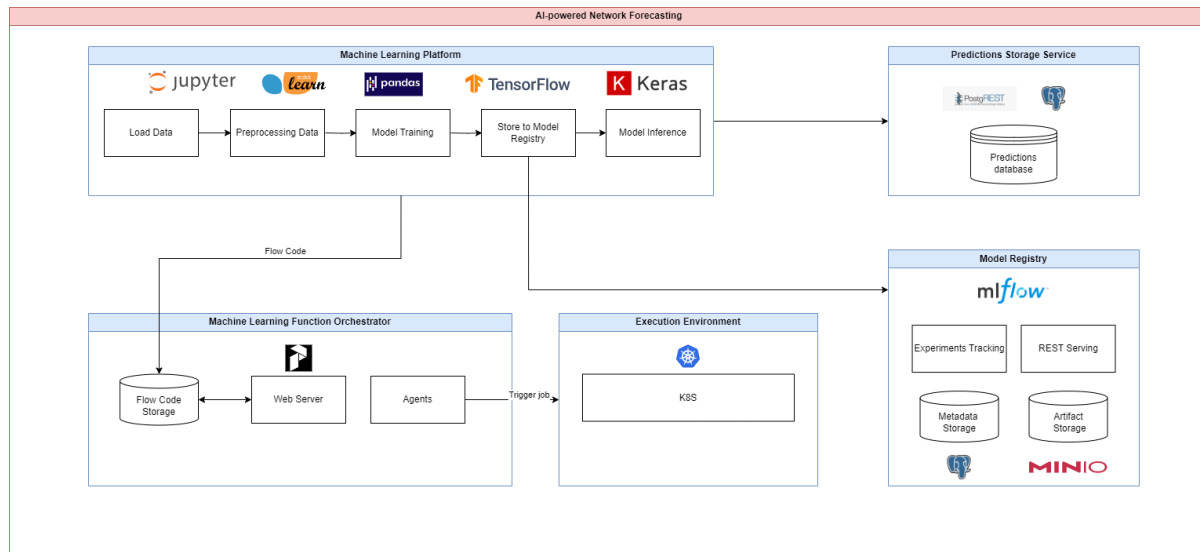 AI-powered Network Forecasting
Machine Learning Platform
jupyter
scikit
learn
pandas
TensorFlow
K Keras
Load Data
Preprocessing Data
Model Training
Store to Model
Registry
Model Inference
Predictions Storage Service
PostgREST
Predictions
database
Flow Code
Model Registry
mlflow
Experiments Tracking
REST Serving
Metadata
Storage
Artifact
Storage
MINIO
Machine Learning Function Orchestrator
Flow Code
Storage
Web Server
Agents
Trigger job
Execution Environment
K8S